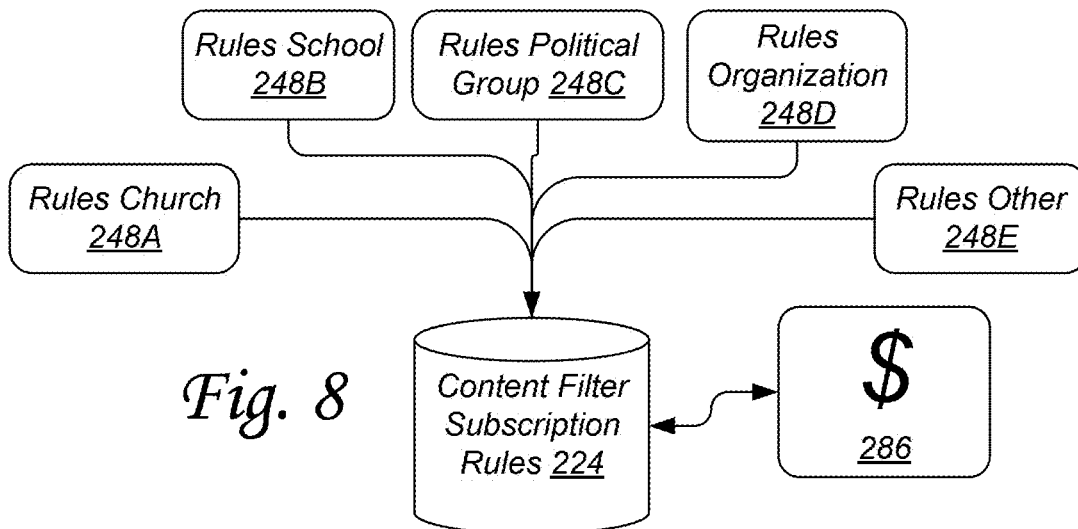 Rules School
248B
Rules Political
Group 248C
Rules
Organization
248D
Rules Church
248A
Rules Other
248E
Fig. 8
Content Filter
Subscription
Rules 224
$
286